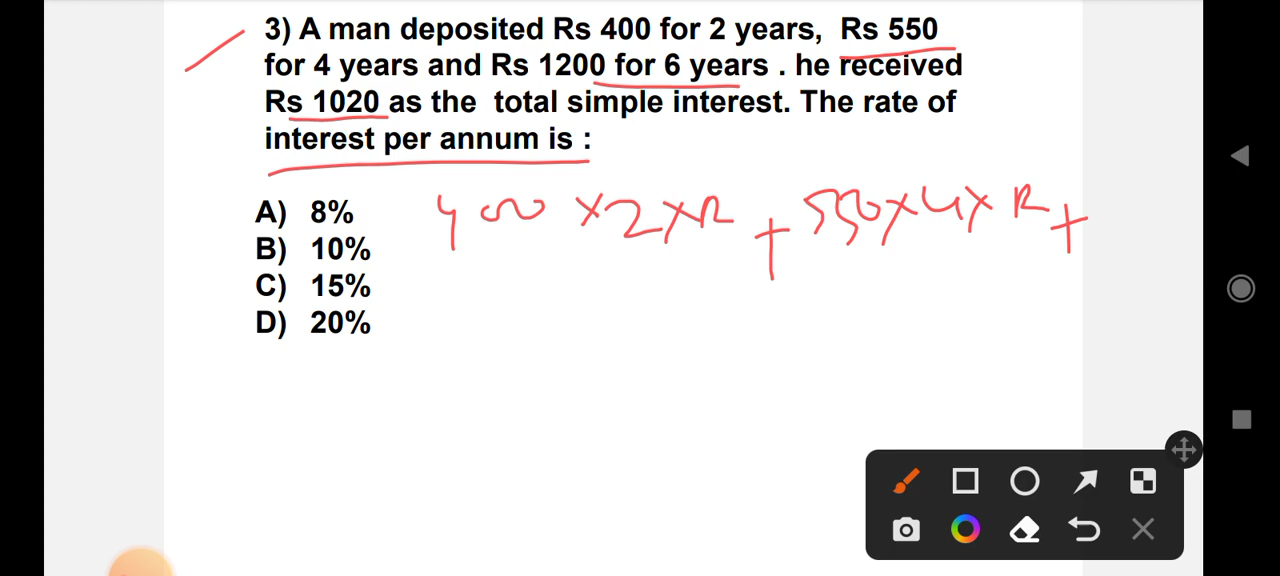 3) A man deposited Rs 400 for 2 years, Rs 550
for 4 years and Rs 1200 for 6 years . he received
Rs 1020 as the total simple interest. The rate of
interest per annum is :
A) 8%
B) 10%
C) 15%
D) 20%
400 × 2 × R + 550 × 4 × R +